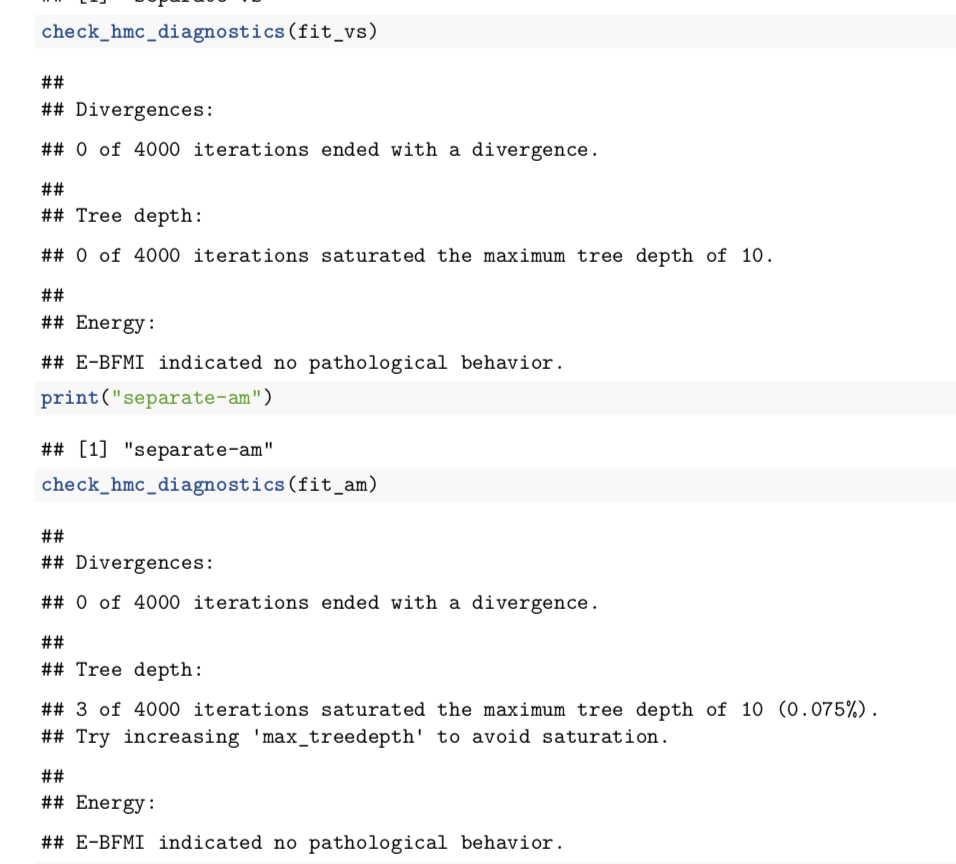 check_hmc_diagnostics(fit_vs)
##
## Divergences:
## 0 of 4000 iterations ended with a divergence.
##
## Tree depth:
## 0 of 4000 iterations saturated the maximum tree depth of 10.
##
## Energy:
## E-BFMI indicated no pathological behavior.
print("separate-am")
## [1] "separate-am"
check_hmc_diagnostics(fit_am)
##
## Divergences:
## 0 of 4000 iterations ended with a divergence.
##
## Tree depth:
## 3 of 4000 iterations saturated the maximum tree depth of 10 (0.075%).
## Try increasing 'max_treedepth' to avoid saturation.
##
## Energy:
## E-BFMI indicated no pathological behavior.